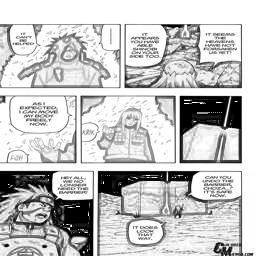 IT
CAN'T
BE
HELPED
IT
APPEARS
YOU HAVE
ABLE
SHINOBI
ON YOUR
SIDE TOO.
IT SEEMS
THE
HEAVENS
HAVE NOT
FORSAKEN
US YET!
AS I
EXPECTED,
I CAN MOVE
MY BODY
FREELY
NOW.
HEY ALL,
WE NO
LONGER
NEED THE
BARRIER!
CAN YOU
UNDO THE
BARRIER,
CHOZA...?
IT'S SAFE
NOW.
IT DOES
LOOK
THAT
WAY.